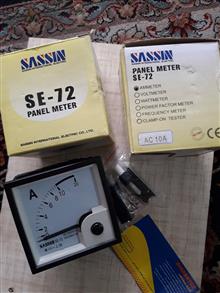 SASSIN
SE-72
PANEL METER
SASSIN INTERNATIONAL ELECTRIC CO.,LTD.
SASSIN
PANEL METER
SE-72
AMMETER
VOLTMETER
WATTMETER
POWER FACTOR METER
FREQUENCY METER
CLAMP-ON TESTER
AC 10A
CE
A
10
SASSIN